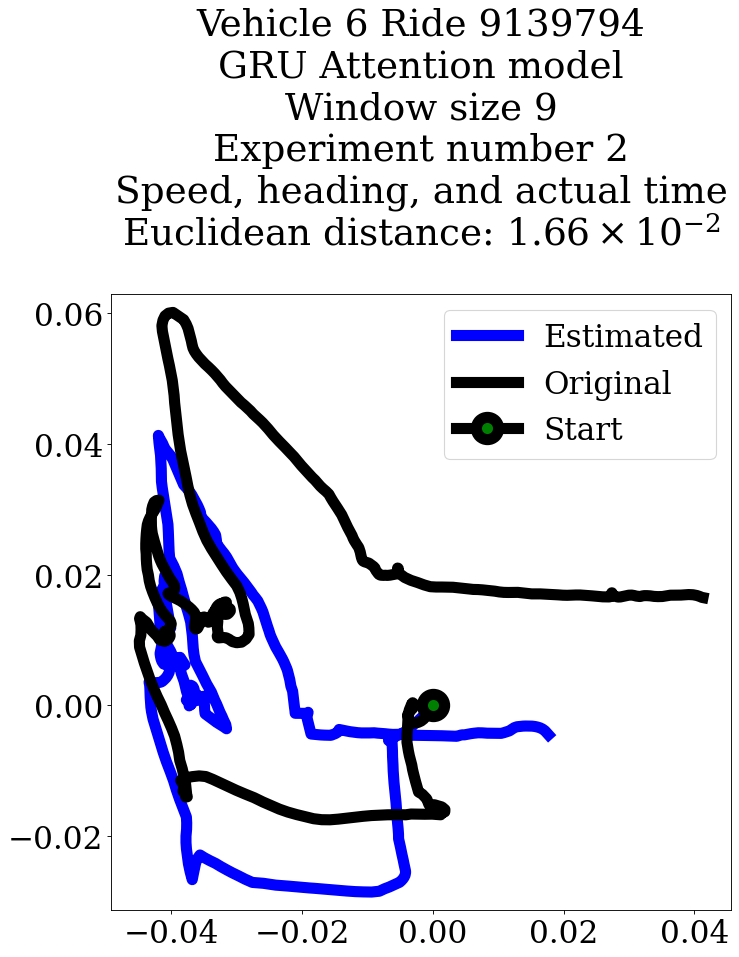 Vehicle 6 Ride 9139794
GRU Attention model
Window size 9
Experiment number 2
Speed, heading, and actual time
Euclidean distance: 1.66 × 10⁻²
Estimated
Original
Start
0.06
0.04
0.02
0.00
−0.02
−0.04 −0.02 0.00 0.02 0.04